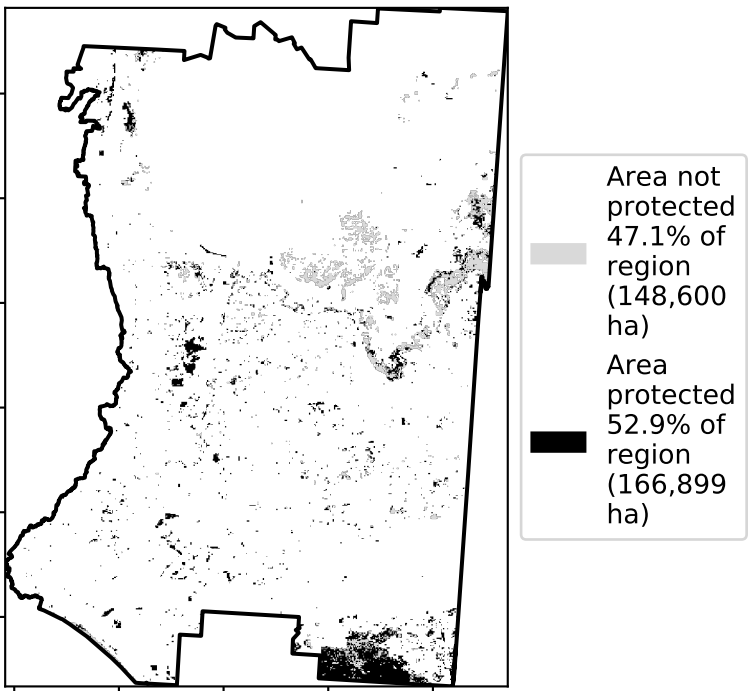 Area not
protected
47.1% of
region
(148,600
ha)
Area
protected
52.9% of
region
(166,899
ha)